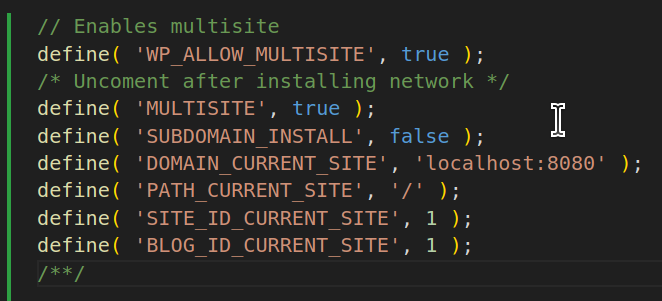 // Enables multisite
define( 'WP_ALLOW_MULTISITE', true );
/* Uncoment after installing network */
define( 'MULTISITE', true );
define( 'SUBDOMAIN_INSTALL', false );
define( 'DOMAIN_CURRENT_SITE', 'localhost:8080' );
define( 'PATH_CURRENT_SITE', '/' );
define( 'SITE_ID_CURRENT_SITE', 1 );
define( 'BLOG_ID_CURRENT_SITE', 1 );
/**/